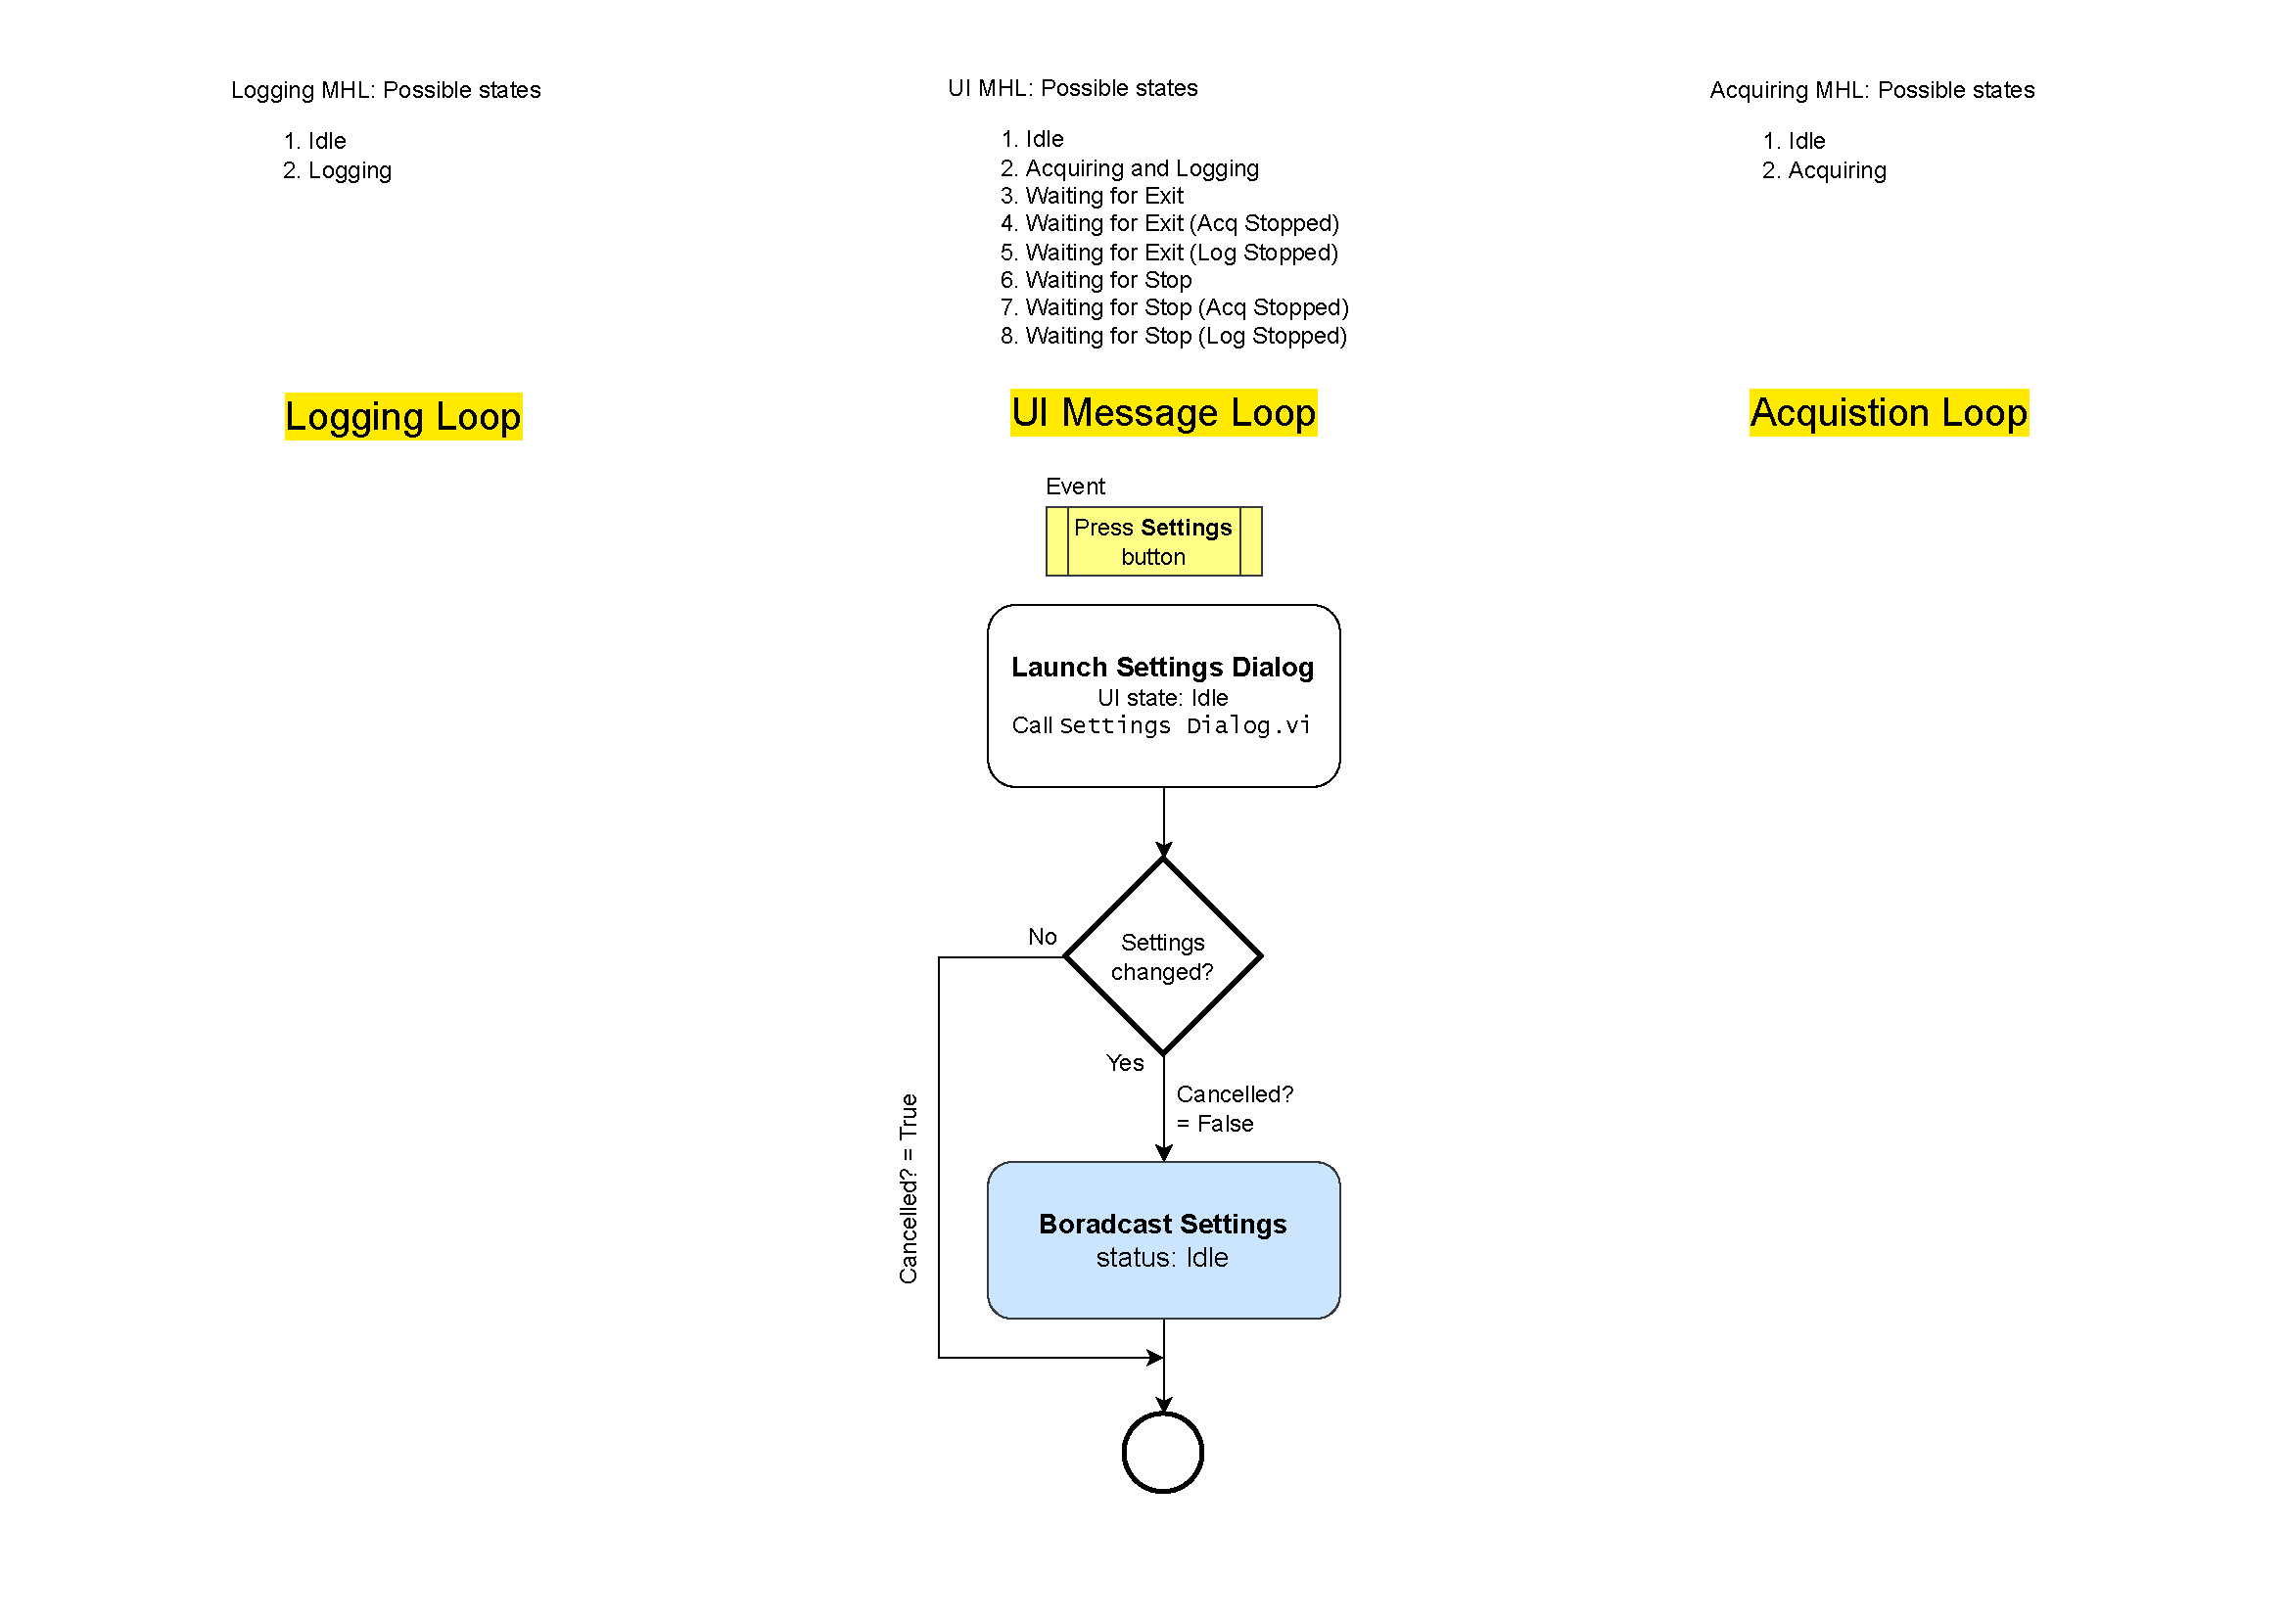 Logging MHL: Possible states
1. Idle
2. Logging
UI MHL: Possible states
1. Idle
2. Acquiring and Logging
3. Waiting for Exit
4. Waiting for Exit (Acq Stopped)
5. Waiting for Exit (Log Stopped)
6. Waiting for Stop
7. Waiting for Stop (Acq Stopped)
8. Waiting for Stop (Log Stopped)
Acquiring MHL: Possible states
1. Idle
2. Acquiring
Logging Loop
UI Message Loop
Acquistion Loop
Event
Press Settings
button
Launch Settings Dialog
UI state: Idle
Call Settings Dialog.vi
No
Settings
changed?
Yes
Cancelled?
= False
Cancelled? = True
Boradcast Settings
status: Idle